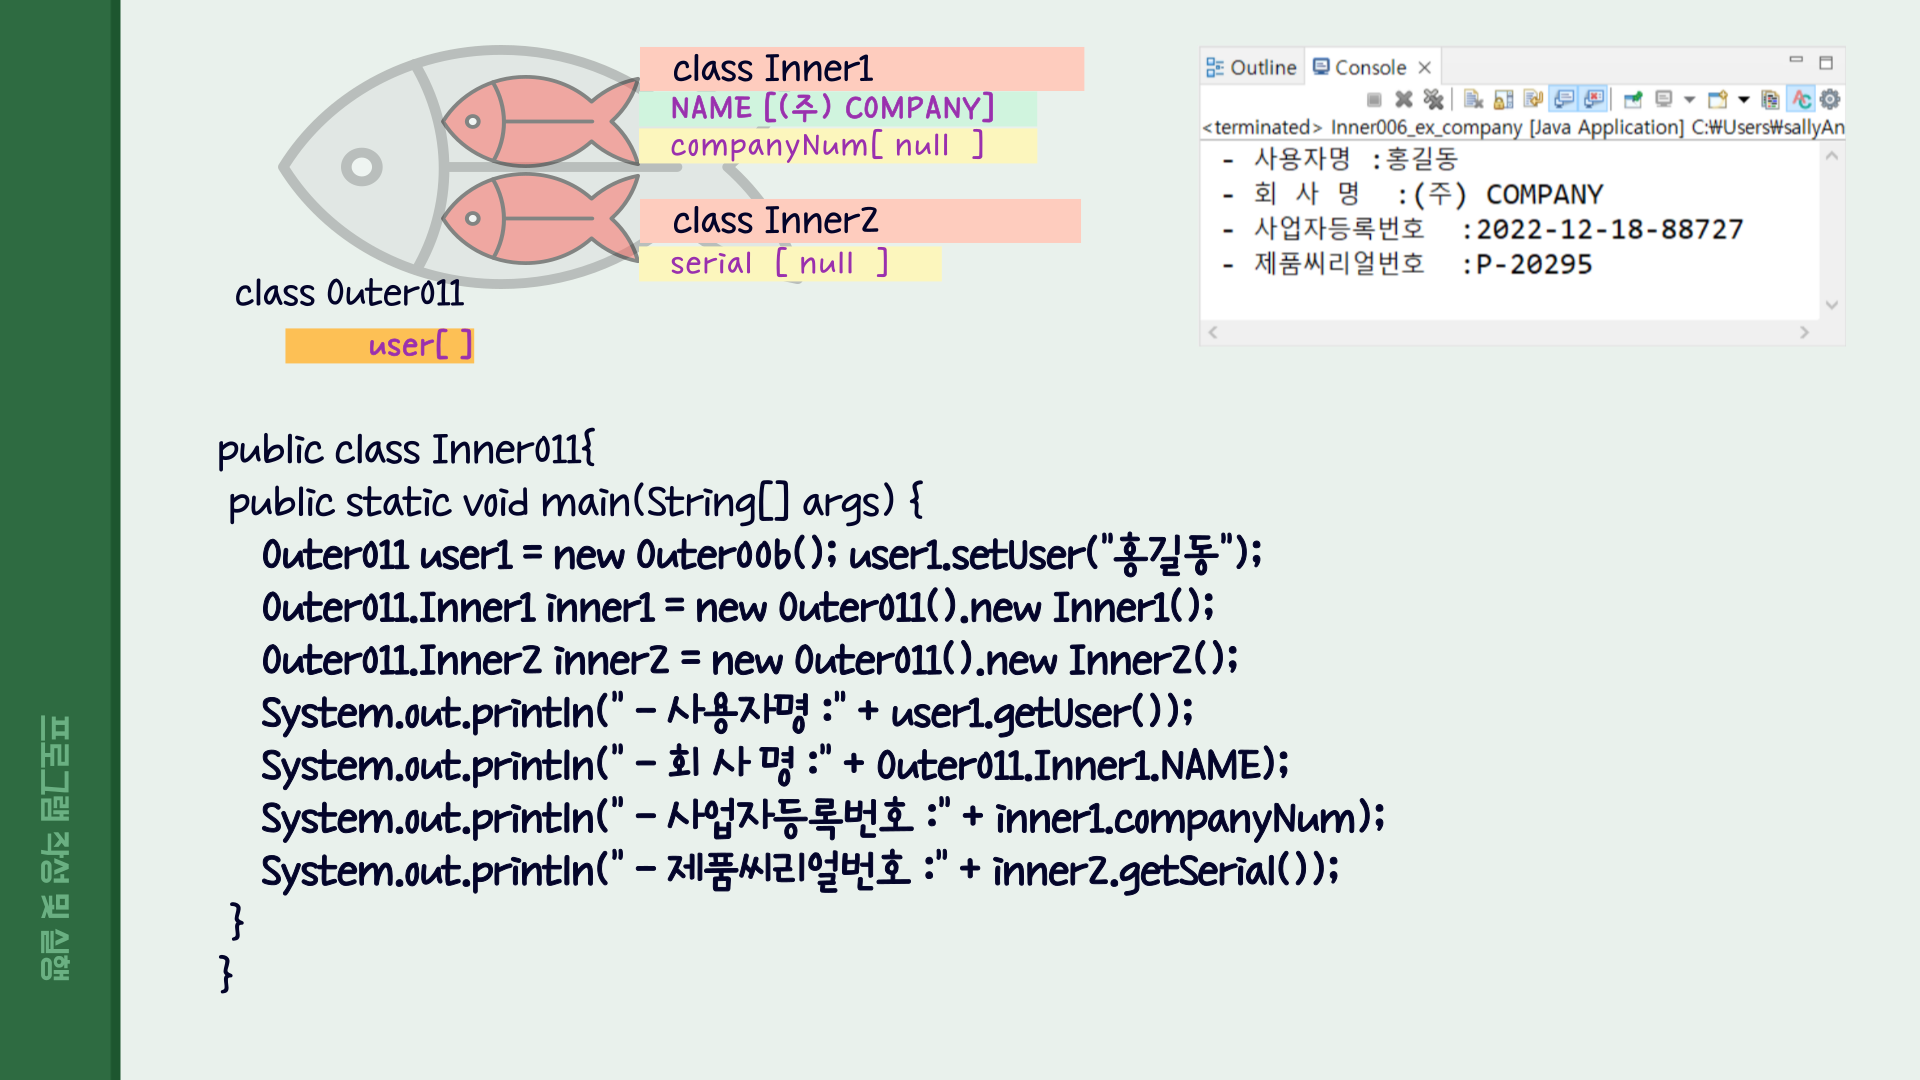 class Inner1
NAME [(주) COMPANY]
companyNum[ null ]
class Inner2
serial [ null ]
class Outer011
user[ ]
Outline Console
<terminated> Inner006_ex_company [Java Application] C:₩Users₩sallyAn
- 사용자명 :홍길동
- 회 사 명 :(주) COMPANY
- 사업자등록번호 :2022-12-18-88727
- 제품씨리얼번호 :P-20295
public class Inner011{
public static void main(String[] args) {
Outer011 user1 = new Outer006(); user1.setUser("홍길동");
Outer011.Inner1 inner1 = new Outer011().new Inner1();
Outer011.Inner2 inner2 = new Outer011().new Inner2();
System.out.println(" - 사용자명 :" + user1.getUser());
System.out.println(" - 회 사 명 :" + Outer011.Inner1.NAME);
System.out.println(" - 사업자등록번호 :" + inner1.companyNum);
System.out.println(" - 제품씨리얼번호 :" + inner2.getSerial());
}
}
프로그램 작성 및 실행